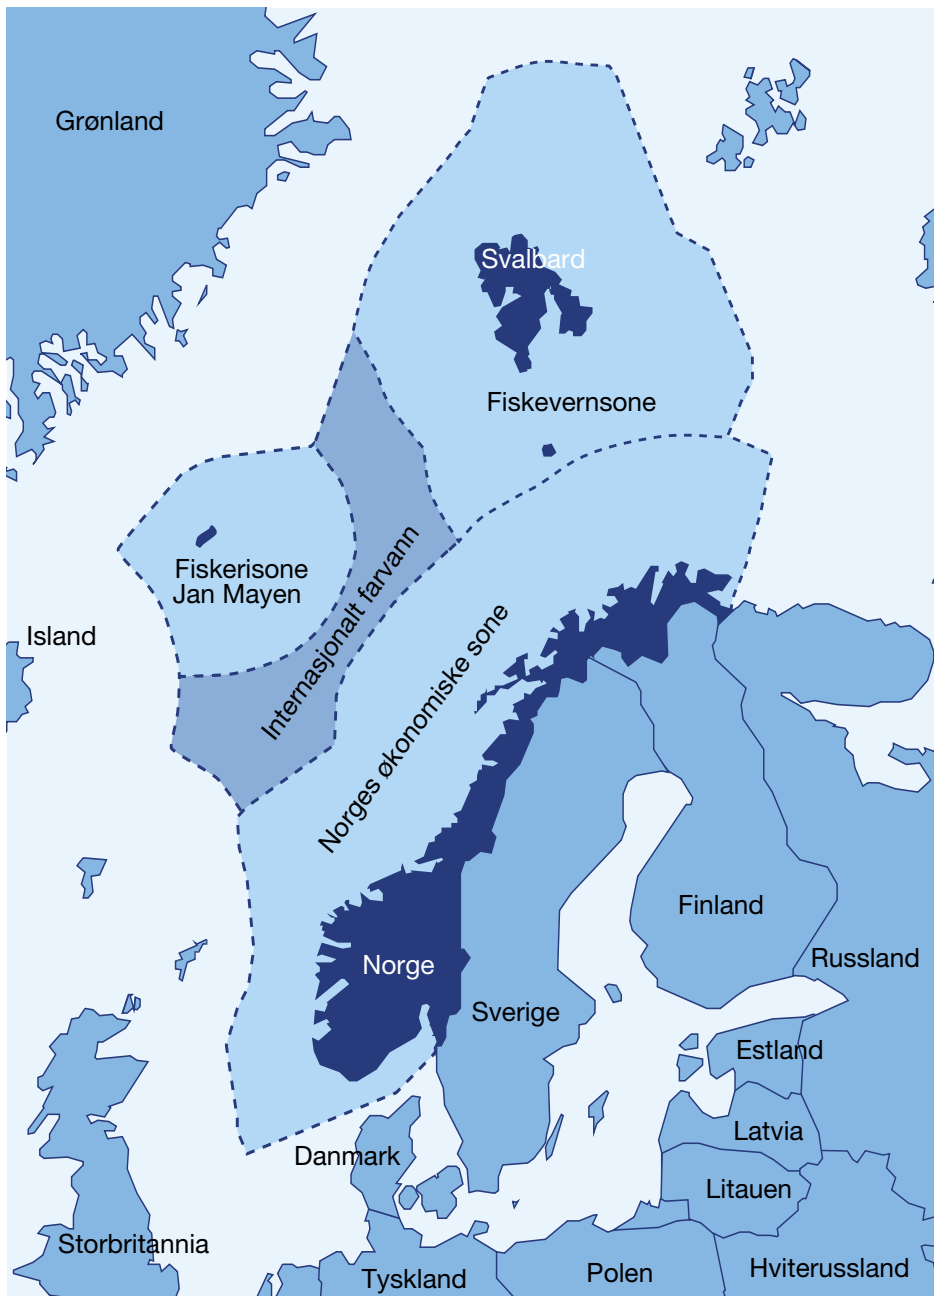 Grønland
Svalbard
Fiskevernsone
Fiskerisone
Jan Mayen
Internasjonalt farvann
Island
Norges økonomiske sone
Finland
Norge
Russland
Sverige
Estland
Latvia
Danmark
Litauen
Storbritannia
Tyskland
Polen
Hviterussland